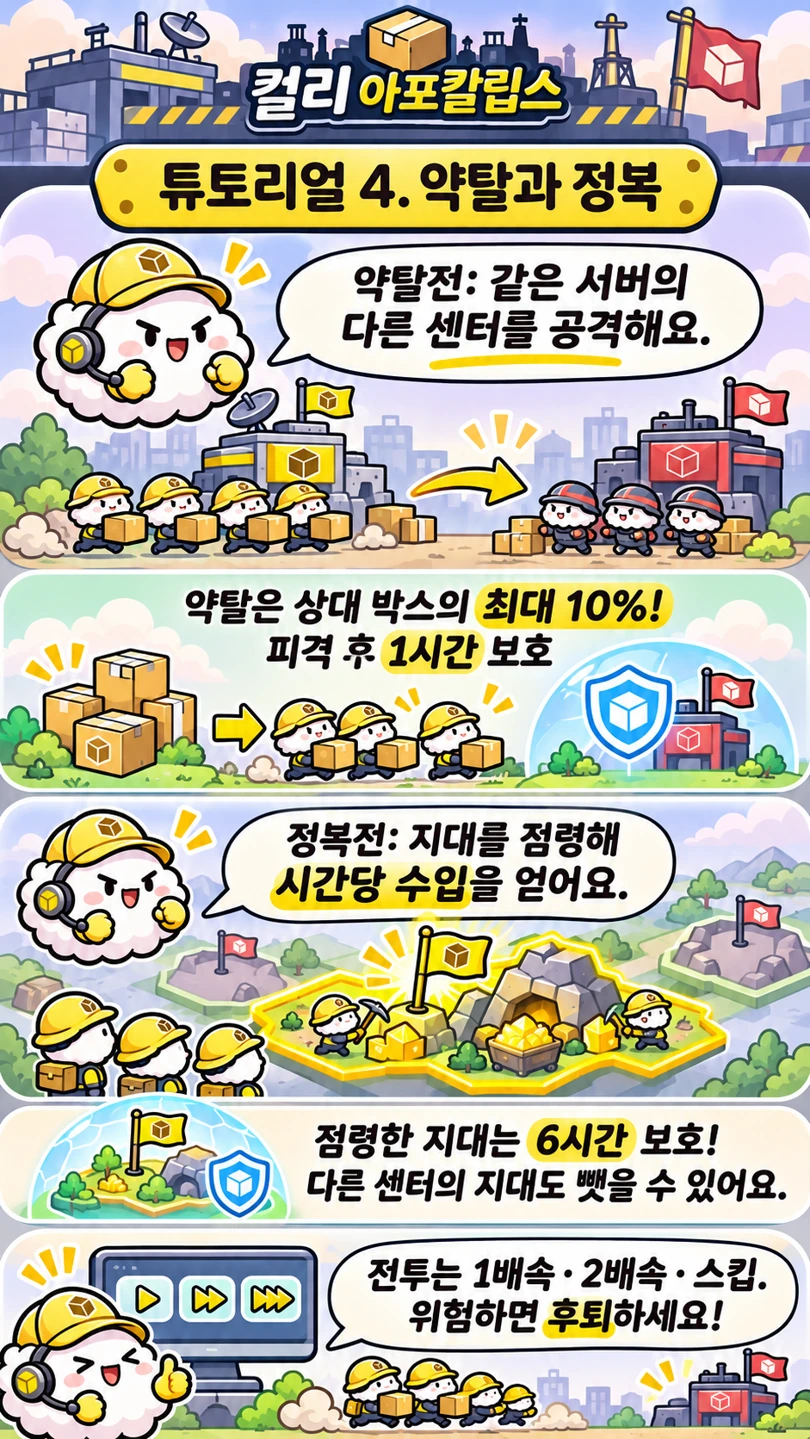 컬리 아포칼립스
튜토리얼 4. 약탈과 정복
약탈전: 같은 서버의
다른 센터를 공격해요.
약탈은 상대 박스의 최대 10%!
피격 후 1시간 보호
정복전: 지대를 점령해
시간당 수입을 얻어요.
점령한 지대는 6시간 보호!
다른 센터의 지대도 뺏을 수 있어요.
전투는 1배속 · 2배속 · 스킵.
위험하면 후퇴하세요!